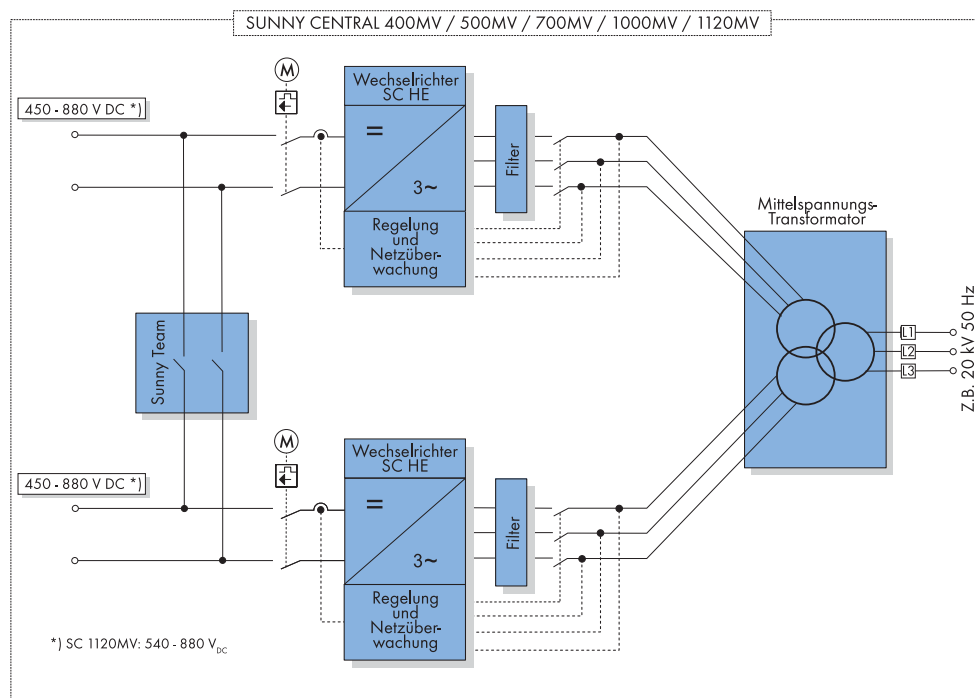 SUNNY CENTRAL 400MV / 500MV / 700MV / 1000MV / 1120MV
M
450 - 880 V DC *)
Wechselrichter
SC HE
=
3~
Filter
Regelung
und
Netzüber-
wachung
Mittelspannungs-
Transformator
Sunny Team
L1
L2
L3
Z.B. 20 kV 50 Hz
M
450 - 880 V DC *)
Wechselrichter
SC HE
=
3~
Filter
Regelung
und
Netzüber-
wachung
*) SC 1120MV: 540 - 880 V DC